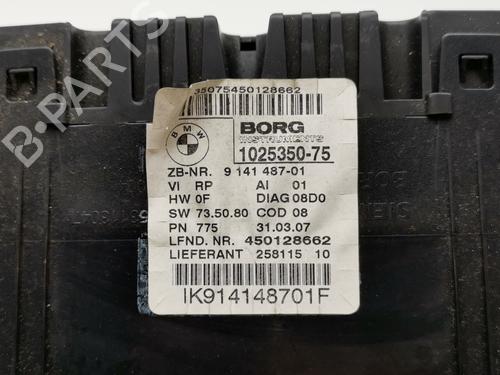 35075450128662
BMW
BORG
INSTRUMENTS
1025350-75
ZB-NR. 9 141 487-01
VI RP AI 01
HW 0F DIAG 08D0
SW 73.50.80 COD 08
PN 775 31.03.07
LFND. NR. 450128662
LIEFERANT 258115 10
IK914148701F
B-PARTS